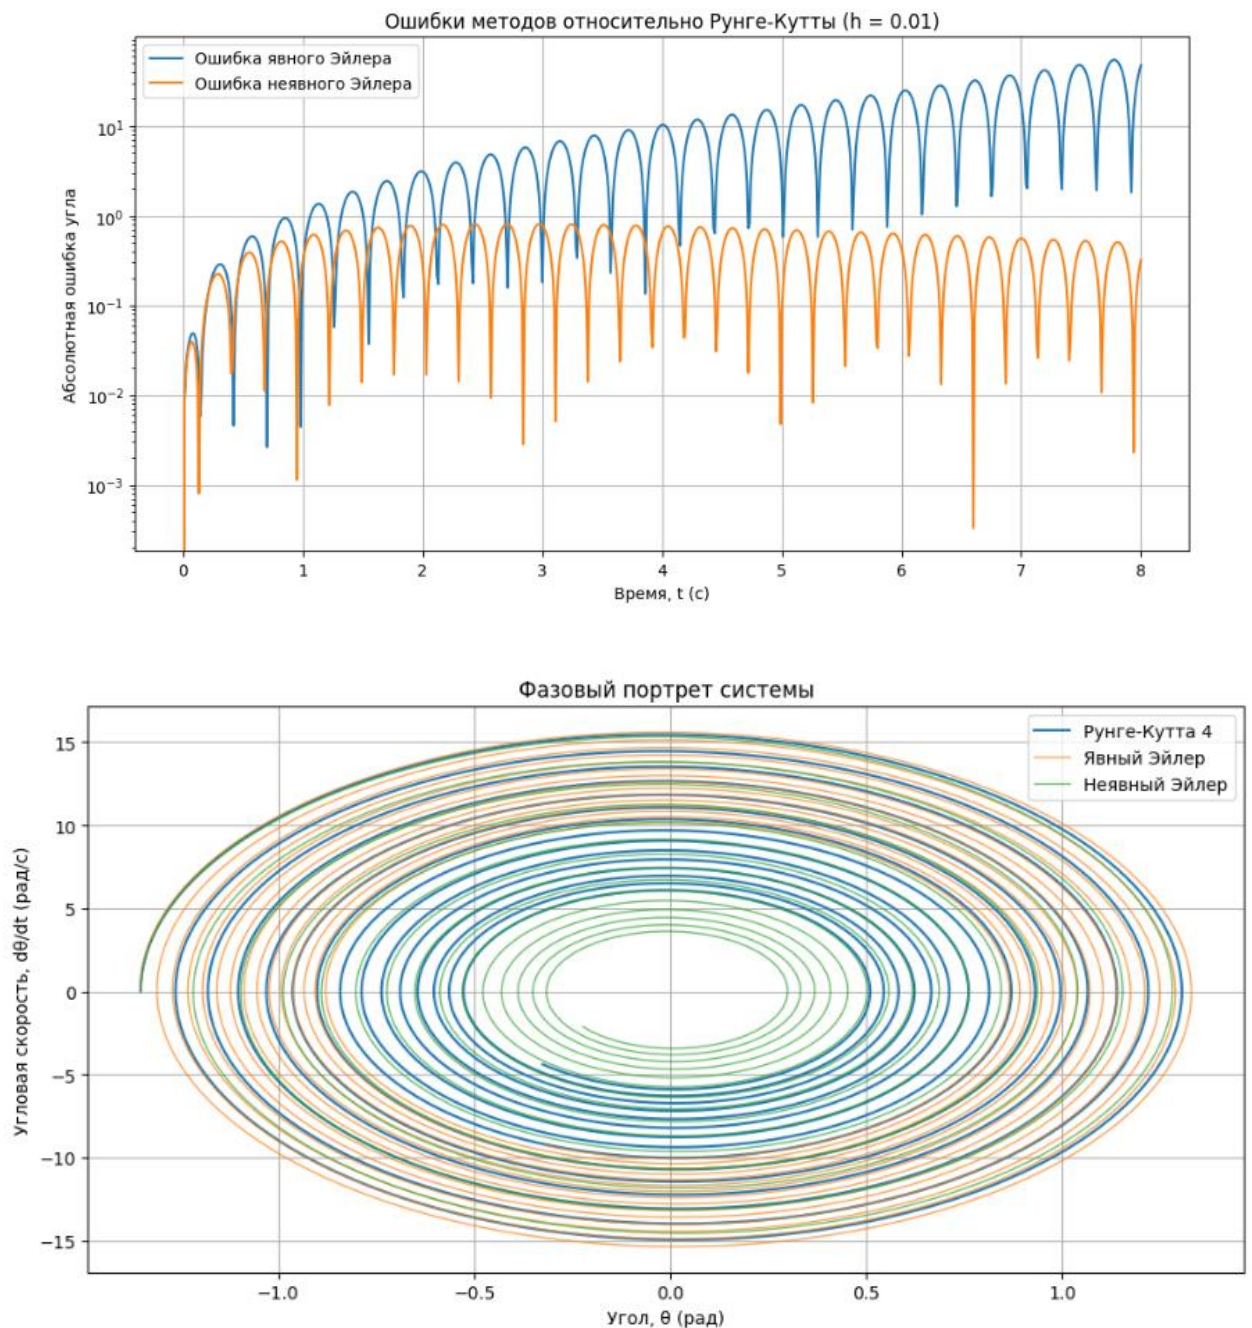 Ошибки методов относительно Рунге-Кутты (h = 0.01)
Ошибка явного Эйлера
Ошибка неявного Эйлера
Абсолютная ошибка угла
10¹
10⁰
10⁻¹
10⁻²
10⁻³
0 1 2 3 4 5 6 7 8
Время, t (с)
Фазовый портрет системы
Рунге-Кутта 4
Явный Эйлер
Неявный Эйлер
Угловая скорость, dθ/dt (рад/с)
15
10
5
0
−5
−10
−15
−1.0 −0.5 0.0 0.5 1.0
Угол, θ (рад)